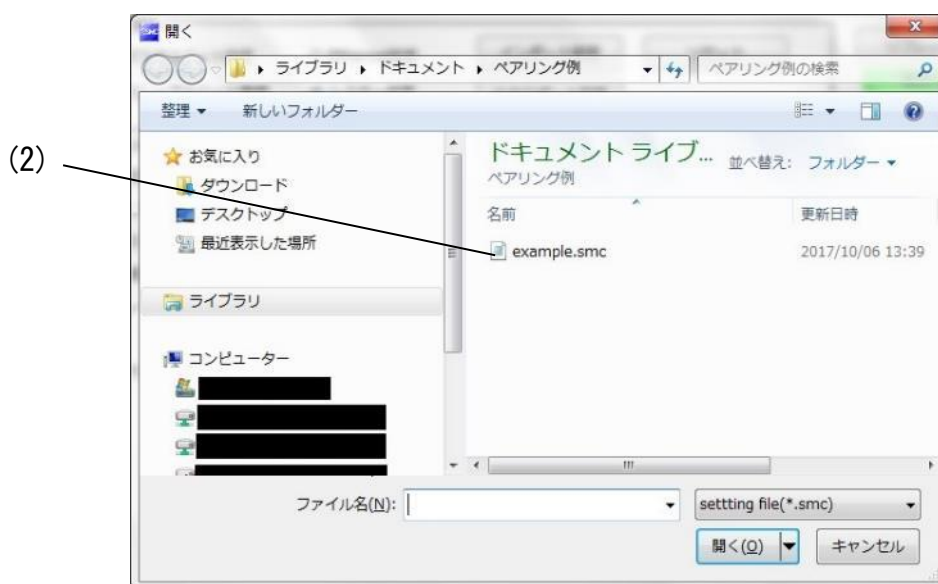 開く
ライブラリ ▸ ドキュメント ▸ ペアリング例
ペアリング例の検索
整理 ▼ 新しいフォルダー
(2)
お気に入り
ダウンロード
デスクトップ
最近表示した場所
ライブラリ
コンピューター
ドキュメント ライブ...
並べ替え: フォルダー ▼
ペアリング例
名前 更新日時
example.smc 2017/10/06 13:39
ファイル名(N):
settting file(*.smc)
開く(O)
キャンセル